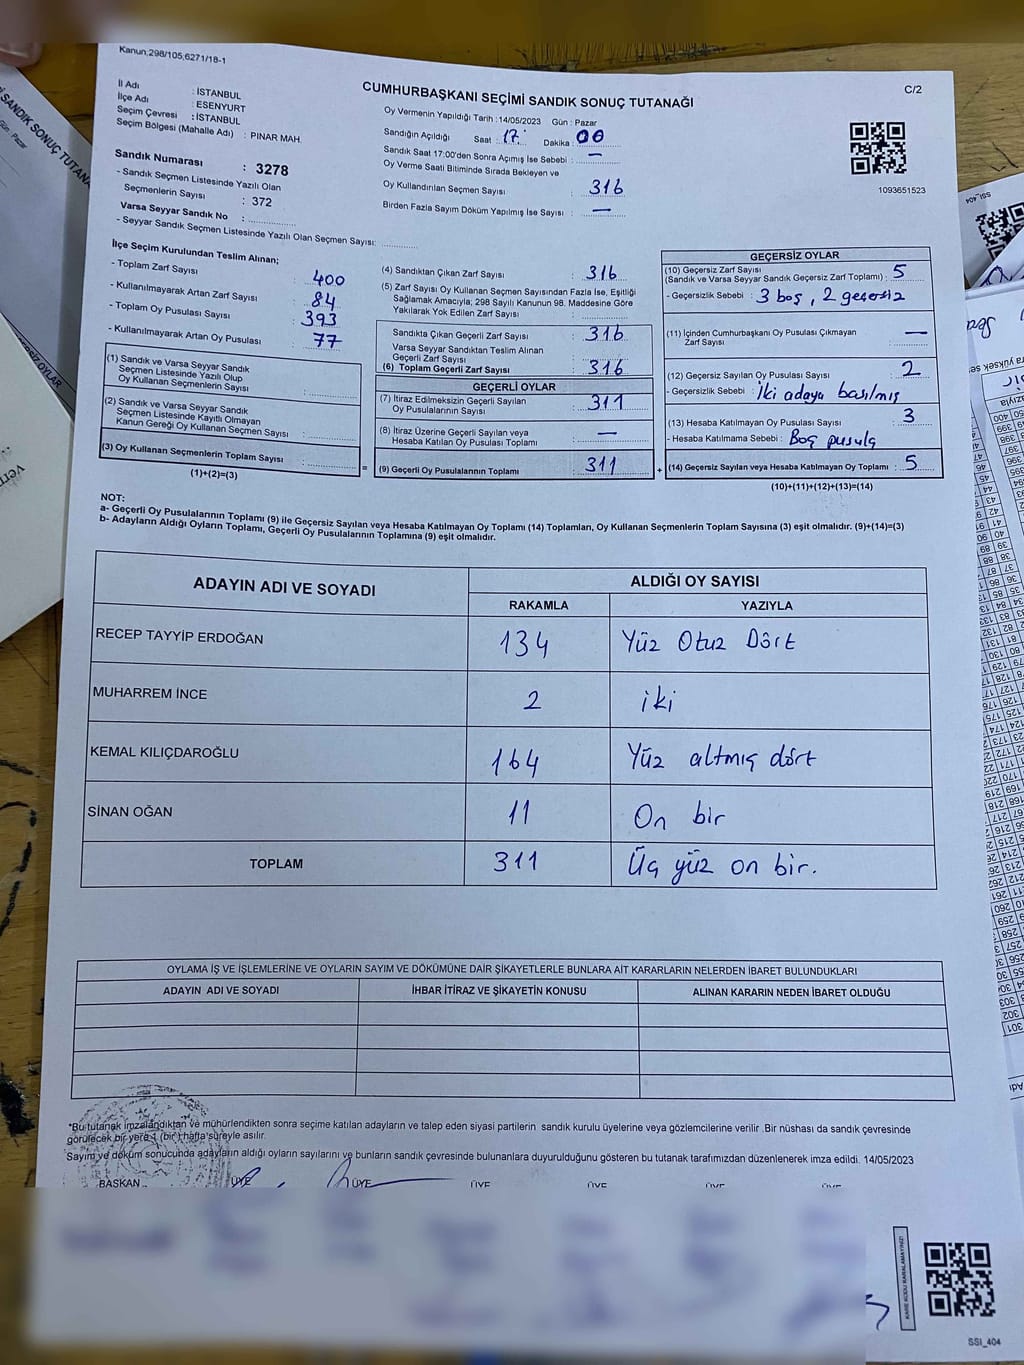 Kanun,298/105,6271/18-1
C/2
CUMHURBAŞKANI SEÇİMİ SANDIK SONUÇ TUTANAĞI
İl Adı : İSTANBUL
İlçe Adı : ESENYURT
Seçim Çevresi : İSTANBUL
Seçim Bölgesi (Mahalle Adı) : PINAR MAH.
Sandık Numarası : 3278
- Sandık Seçmen Listesinde Yazılı Olan
Seçmenlerin Sayısı : 372
Varsa Seyyar Sandık No :
- Seyyar Sandık Seçmen Listesinde Yazılı Olan Seçmen Sayısı:
Oy Vermenin Yapıldığı Tarih :14/05/2023 Gün : Pazar
Sandığın Açıldığı Saat : 17 Dakika : 00
Sandık Saat 17:00'den Sonra Açımış İse Sebebi : —
Oy Verme Saati Bitiminde Sırada Bekleyen ve
Oy Kullandırılan Seçmen Sayısı : 316
Birden Fazla Sayım Döküm Yapılmış İse Sayısı : —
1093651523
İlçe Seçim Kurulundan Teslim Alınan;
- Toplam Zarf Sayısı : 400
- Kullanılmayarak Artan Zarf Sayısı : 84
- Toplam Oy Pusulası Sayısı : 393
- Kullanılmayarak Artan Oy Pusulası : 77
(1) Sandık ve Varsa Seyyar Sandık
Seçmen Listesinde Yazılı Olup
Oy Kullanan Seçmenlerin Sayısı :
(2) Sandık ve Varsa Seyyar Sandık
Seçmen Listesinde Kayıtlı Olmayan
Kanun Gereği Oy Kullanan Seçmen Sayısı :
(3) Oy Kullanan Seçmenlerin Toplam Sayısı :
(1)+(2)=(3)
(4) Sandıktan Çıkan Zarf Sayısı : 316
(5) Zarf Sayısı Oy Kullanan Seçmen Sayısından Fazla İse, Eşitliği
Sağlamak Amacıyla; 298 Sayılı Kanunun 98. Maddesine Göre
Yakılarak Yok Edilen Zarf Sayısı :
Sandıkta Çıkan Geçerli Zarf Sayısı : 316
Varsa Seyyar Sandıktan Teslim Alınan
Geçerli Zarf Sayısı :
(6) Toplam Geçerli Zarf Sayısı : 316
GEÇERLİ OYLAR
(7) İtiraz Edilmeksizin Geçerli Sayılan
Oy Pusulalarının Sayısı : 311
(8) İtiraz Üzerine Geçerli Sayılan veya
Hesaba Katılan Oy Pusulası Toplamı : —
(9) Geçerli Oy Pusulalarının Toplamı : 311
GEÇERSİZ OYLAR
(10) Geçersiz Zarf Sayısı
(Sandık ve Varsa Seyyar Sandık Geçersiz Zarf Toplamı) : 5
- Geçersizlik Sebebi : 3 boş, 2 geçersiz
(11) İçinden Cumhurbaşkanı Oy Pusulası Çıkmayan
Zarf Sayısı : —
(12) Geçersiz Sayılan Oy Pusulası Sayısı : 2
- Geçersizlik Sebebi : İki adaya basılmış
(13) Hesaba Katılmayan Oy Pusulası Sayısı : 3
- Hesaba Katılmama Sebebi : Boş pusula
(14) Geçersiz Sayılan veya Hesaba Katılmayan Oy Toplamı : 5
(10)+(11)+(12)+(13)=(14)
NOT:
a- Geçerli Oy Pusulalarının Toplamı (9) ile Geçersiz Sayılan veya Hesaba Katılmayan Oy Toplamı (14) Toplamları, Oy Kullanan Seçmenlerin Toplam Sayısına (3) eşit olmalıdır. (9)+(14)=(3)
b- Adayların Aldığı Oyların Toplamı, Geçerli Oy Pusulalarının Toplamına (9) eşit olmalıdır.
ADAYIN ADI VE SOYADI ALDIĞI OY SAYISI
RAKAMLA YAZIYLA
RECEP TAYYİP ERDOĞAN 134 Yüz Otuz Dört
MUHARREM İNCE 2 iki
KEMAL KILIÇDAROĞLU 164 Yüz altmış dört
SİNAN OĞAN 11 On bir
TOPLAM 311 Üç yüz on bir.
OYLAMA İŞ VE İŞLEMLERİNE VE OYLARIN SAYIM VE DÖKÜMÜNE DAİR ŞİKAYETLERLE BUNLARA AİT KARARLARIN NELERDEN İBARET BULUNDUKLARI
ADAYIN ADI VE SOYADI İHBAR İTİRAZ VE ŞİKAYETİN KONUSU ALINAN KARARIN NEDEN İBARET OLDUĞU
*Bu tutanak imzalandıktan ve mühürlendikten sonra seçime katılan adayların ve talep eden siyasi partilerin sandık kurulu üyelerine veya gözlemcilerine verilir .Bir nüshası da sandık çevresinde
görülecek bir yere 1 (bir) hafta süreyle asılır.
Sayım ve döküm sonucunda adayların aldığı oyların sayılarını ve bunların sandık çevresinde bulunanlara duyurulduğunu gösteren bu tutanak tarafımızdan düzenlenerek imza edildi. 14/05/2023
BAŞKAN ÜYE ÜYE ÜYE ÜYE ÜYE ÜYE
KARE KODU KARALAMAYINIZ!
SSI_404